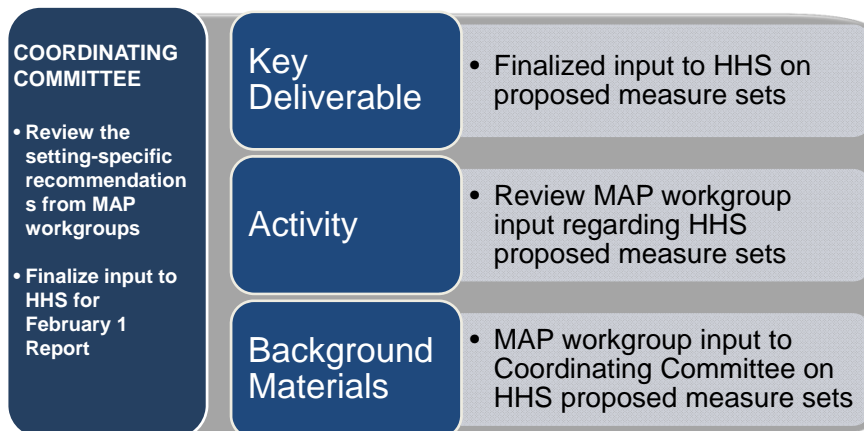 COORDINATING
COMMITTEE
• Review the
setting-specific
recommendation
s from MAP
workgroups
• Finalize input to
HHS for
February 1
Report
Key
Deliverable
• Finalized input to HHS on
proposed measure sets
Activity
• Review MAP workgroup
input regarding HHS
proposed measure sets
Background
Materials
• MAP workgroup input to
Coordinating Committee on
HHS proposed measure sets